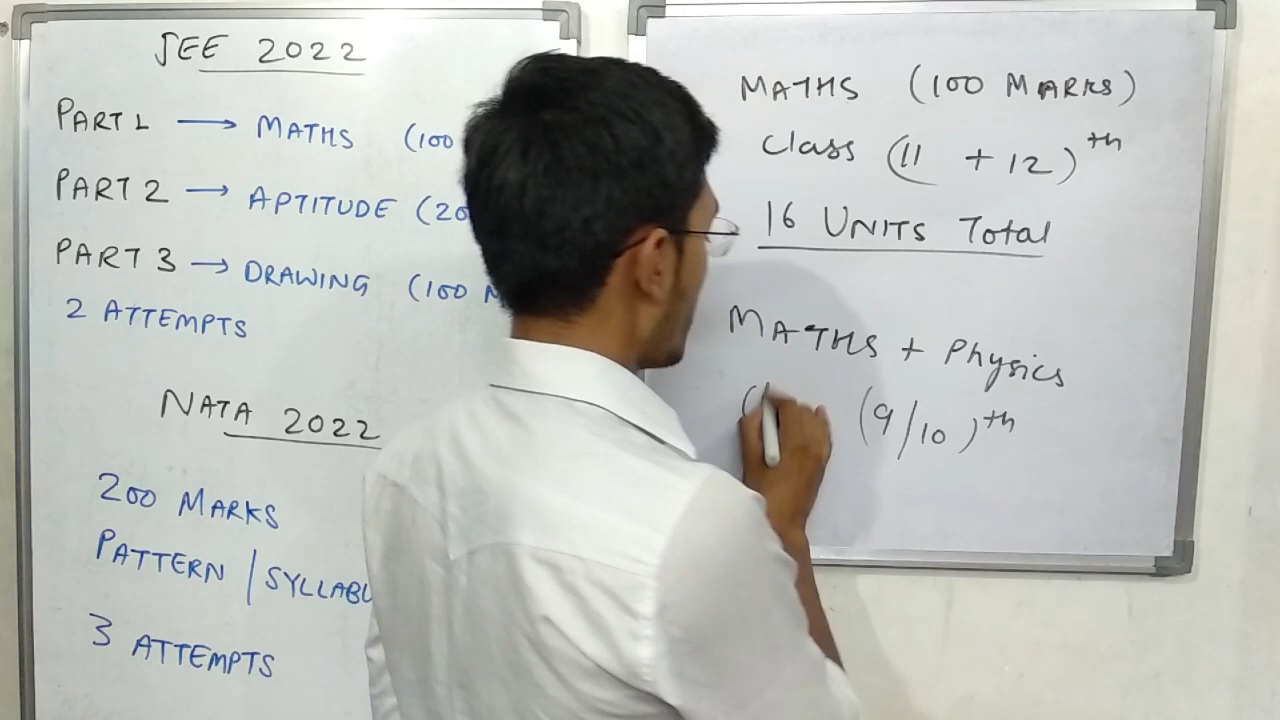 JEE 2022
PART 1 → MATHS (100
PART 2 → APTITUDE (20
PART 3 → DRAWING (100 M
2 ATTEMPTS
NATA 2022
200 MARKS
PATTERN / SYLLABU
3 ATTEMPTS
MATHS (100 MARKS)
Class (11 + 12)th
16 UNITS Total
MATHS + Physics
( (9/10)th